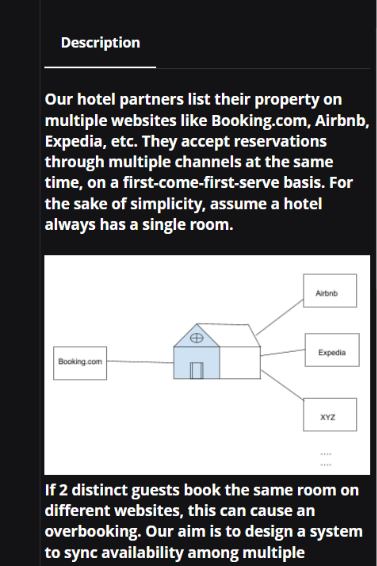 Description
Our hotel partners list their property on
multiple websites like Booking.com, Airbnb,
Expedia, etc. They accept reservations
through multiple channels at the same
time, on a first-come-first-serve basis. For
the sake of simplicity, assume a hotel
always has a single room.
Airbnb
Booking.com
Expedia
XYZ
....
....
If 2 distinct guests book the same room on
different websites, this can cause an
overbooking. Our aim is to design a system
to sync availability among multiple